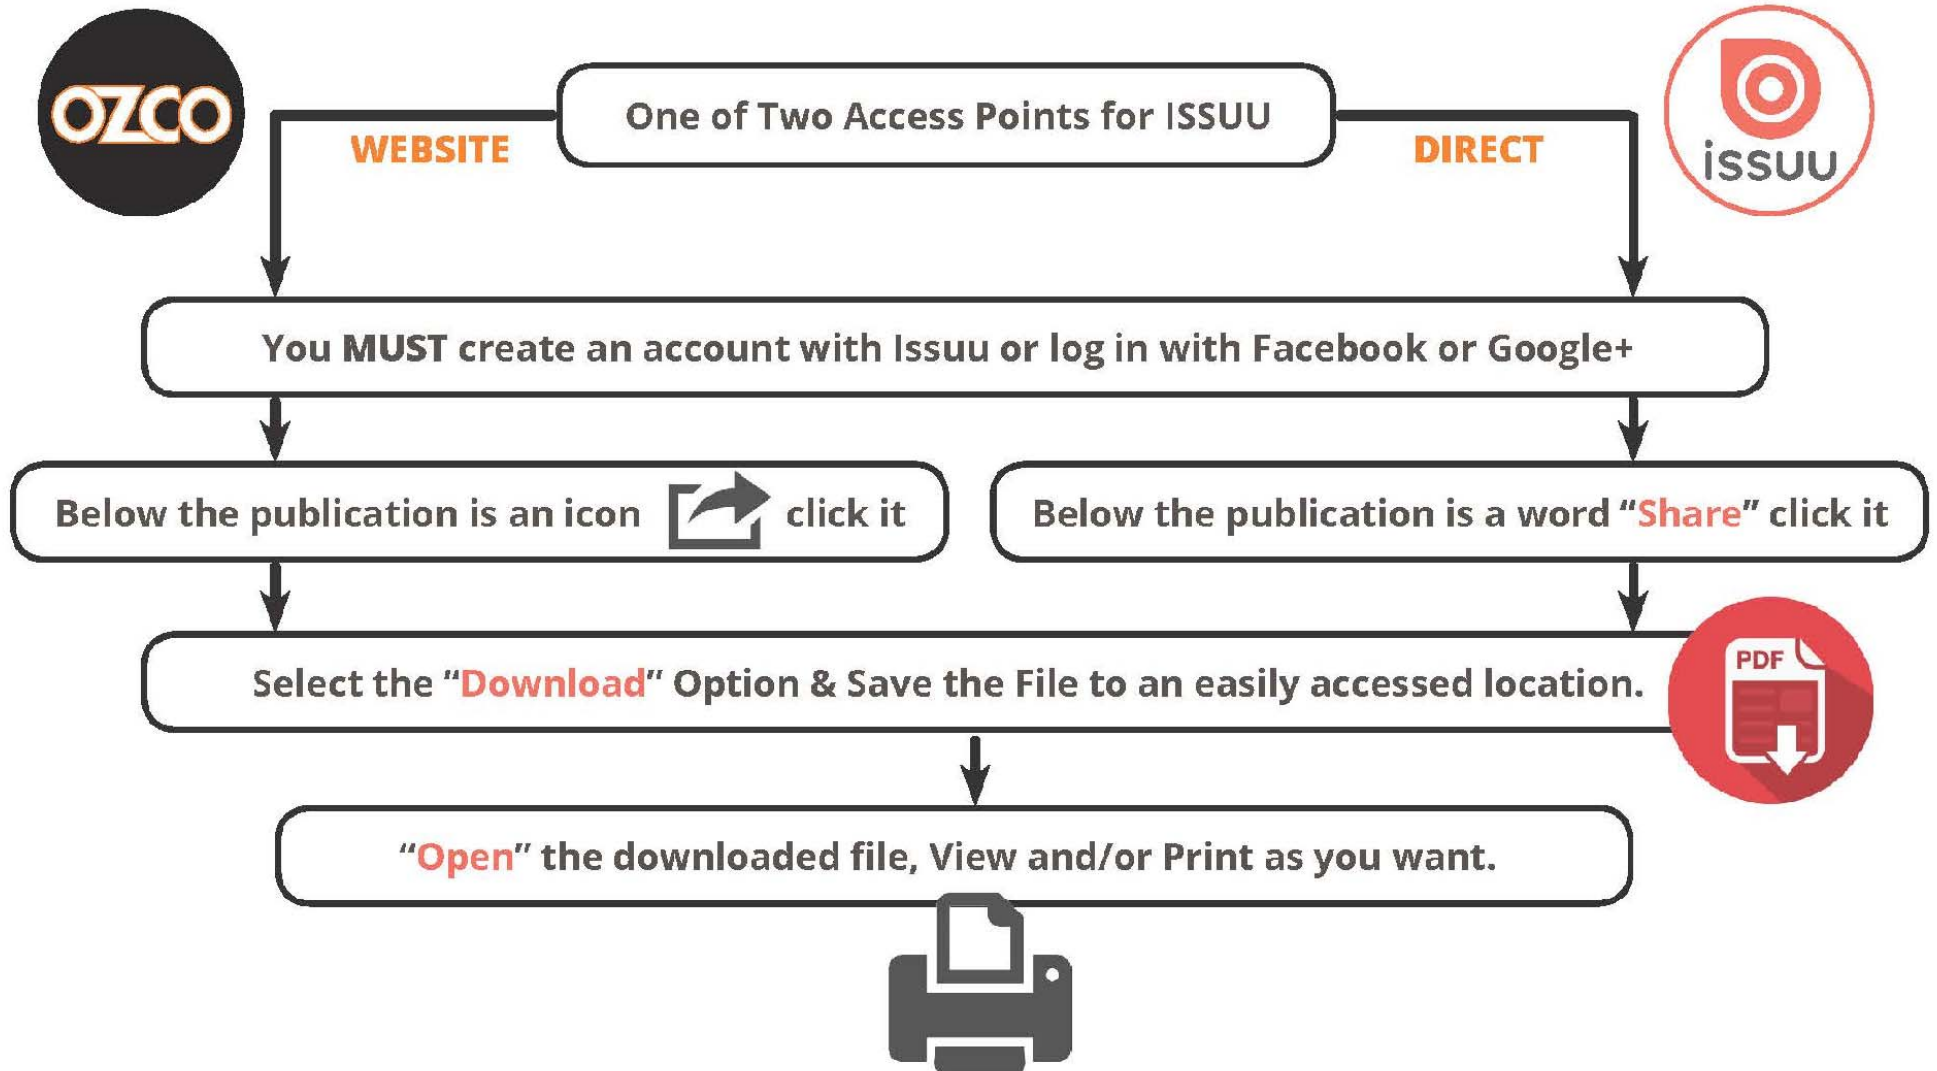 OZCO
One of Two Access Points for ISSUU
WEBSITE
DIRECT
issuu
You MUST create an account with Issuu or log in with Facebook or Google+
Below the publication is an icon click it
Below the publication is a word “Share” click it
Select the “Download” Option & Save the File to an easily accessed location.
PDF
“Open” the downloaded file, View and/or Print as you want.